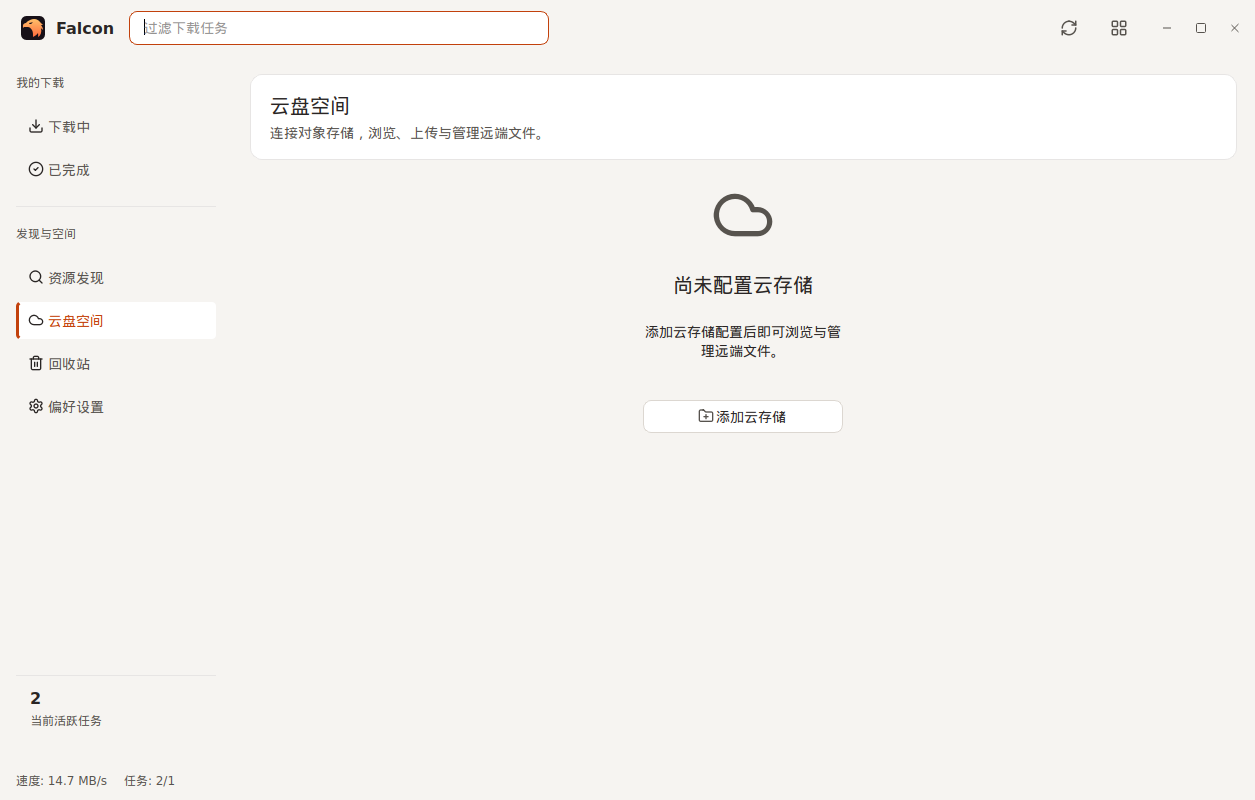 Falcon
过滤下载任务
我的下载
下载中
已完成
发现与空间
资源发现
云盘空间
回收站
偏好设置
2
当前活跃任务
速度: 14.7 MB/s 任务: 2/1
云盘空间
连接对象存储，浏览、上传与管理远端文件。
尚未配置云存储
添加云存储配置后即可浏览与管
理远端文件。
添加云存储